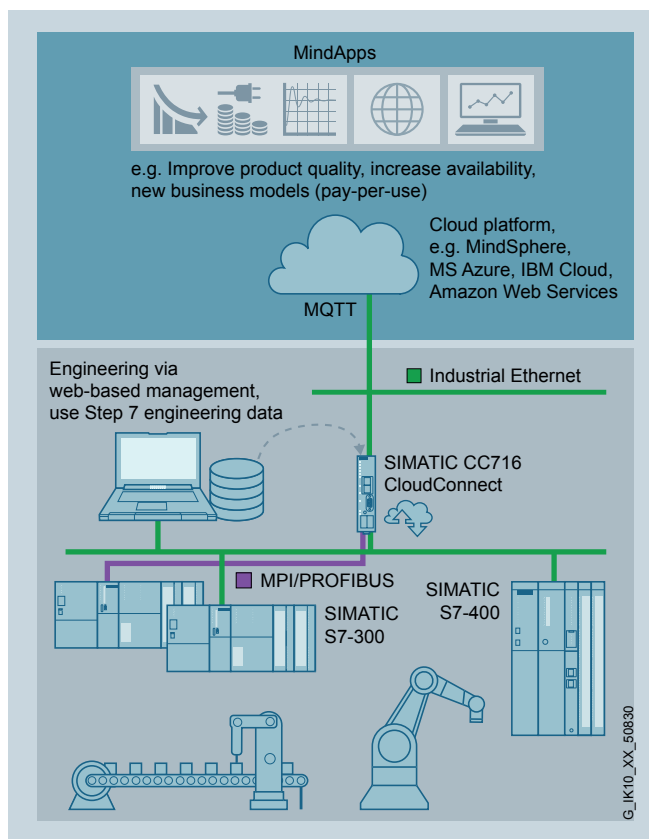 MindApps
e.g. Improve product quality, increase availability,
new business models (pay-per-use)
Cloud platform,
e.g. MindSphere,
MS Azure, IBM Cloud,
Amazon Web Services
MQTT
Engineering via
web-based management,
use Step 7 engineering data
Industrial Ethernet
SIMATIC CC716
CloudConnect
MPI/PROFIBUS
SIMATIC
S7-300
SIMATIC
S7-400
G_IK10_XX_50830